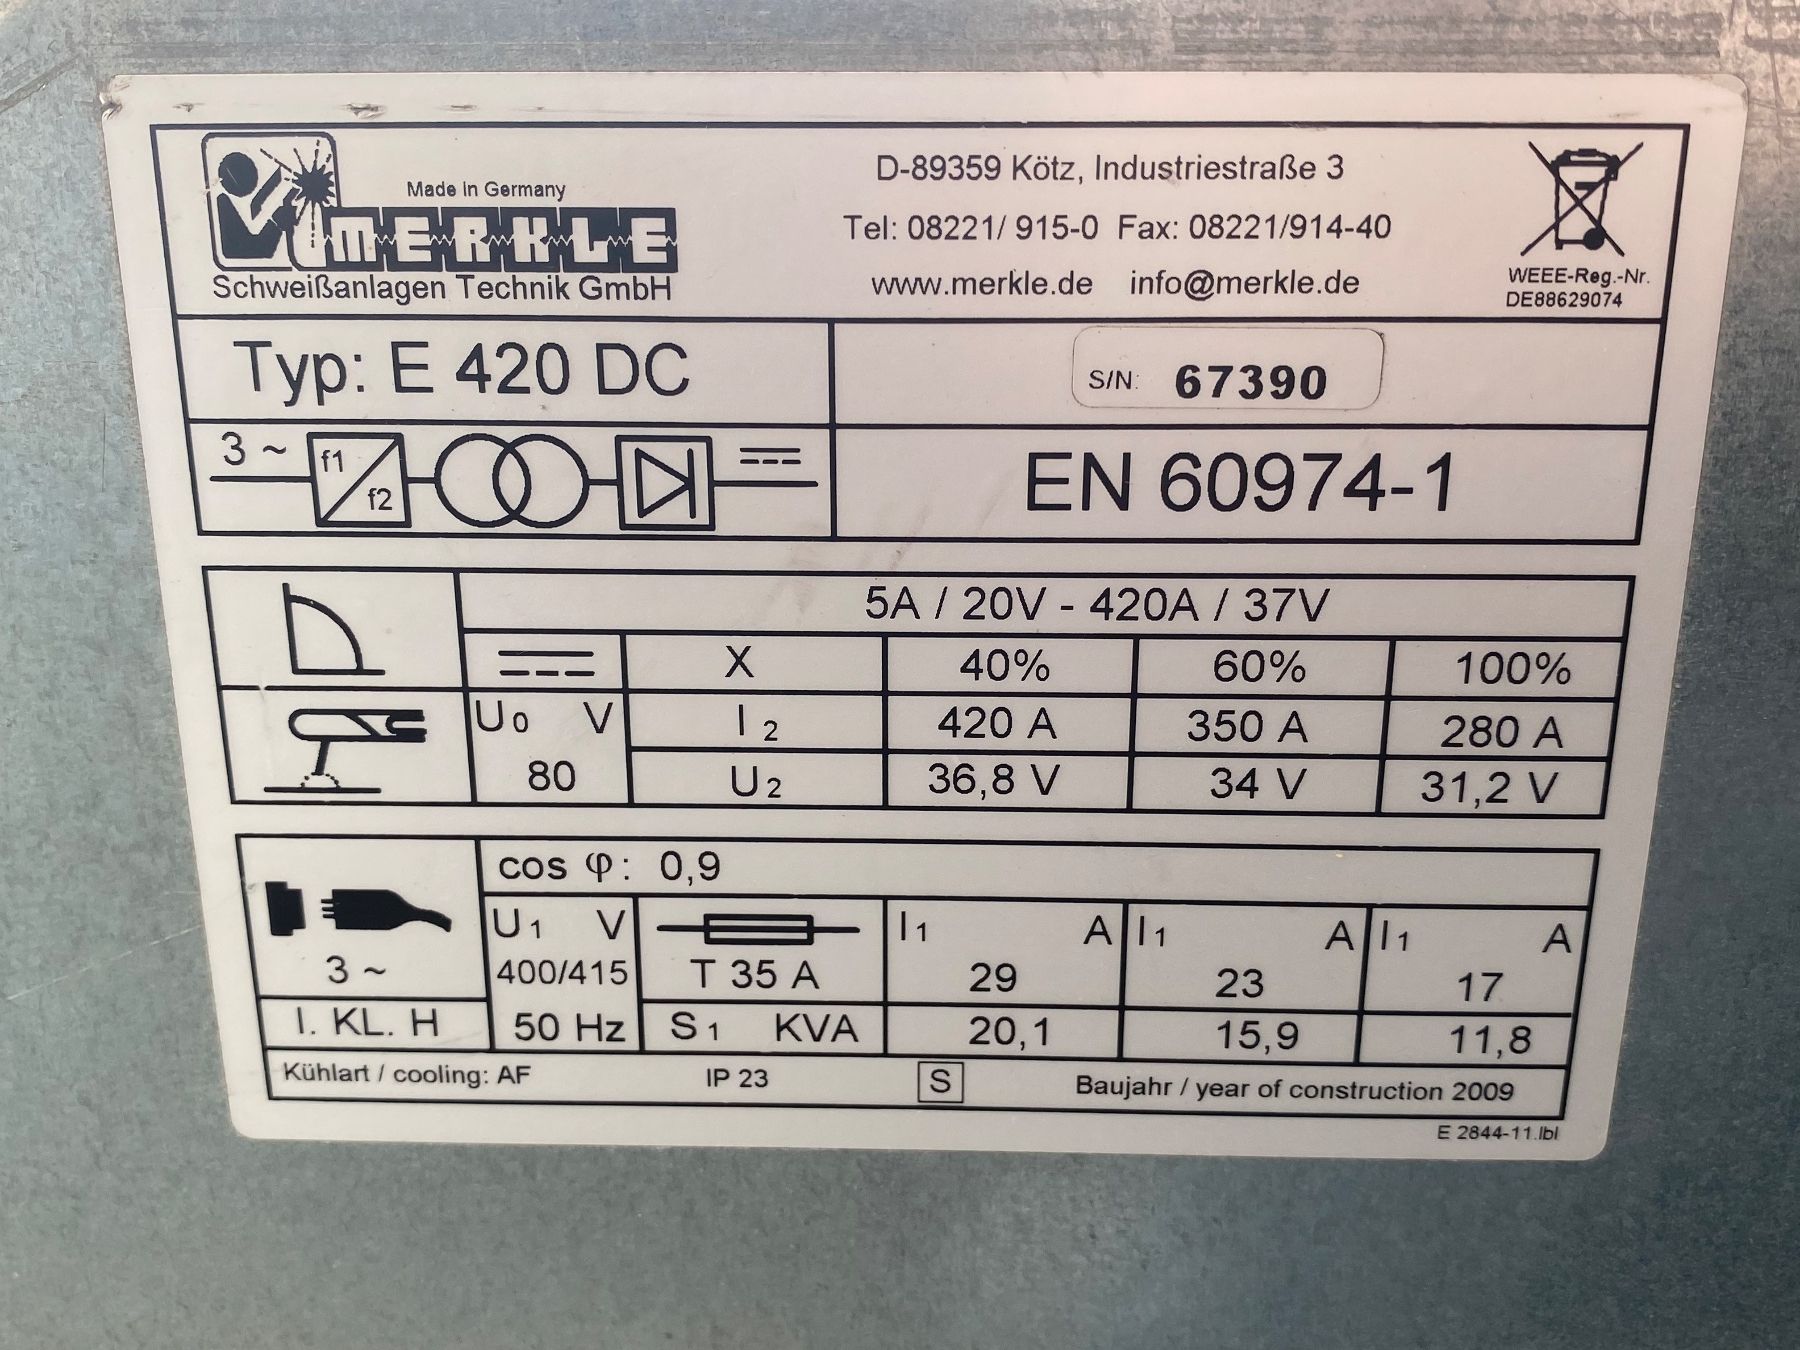 Made in Germany
MERKLE
Schweißanlagen Technik GmbH
D-89359 Kötz, Industriestraße 3
Tel: 08221/ 915-0 Fax: 08221/914-40
www.merkle.de info@merkle.de
WEEE-Reg.-Nr.
DE88629074
Typ: E 420 DC
S/N: 67390
3 ~ f1 f2
EN 60974-1
5A / 20V - 420A / 37V
X 40% 60% 100%
U0 V I 2 420 A 350 A 280 A
80 U 2 36,8 V 34 V 31,2 V
cos φ: 0,9
U 1 V I1 A I1 A I1 A
3 ~ 400/415 T 35 A 29 23 17
I. KL. H 50 Hz S 1 KVA 20,1 15,9 11,8
Kühlart / cooling: AF IP 23 S Baujahr / year of construction 2009
E 2844-11.lbl